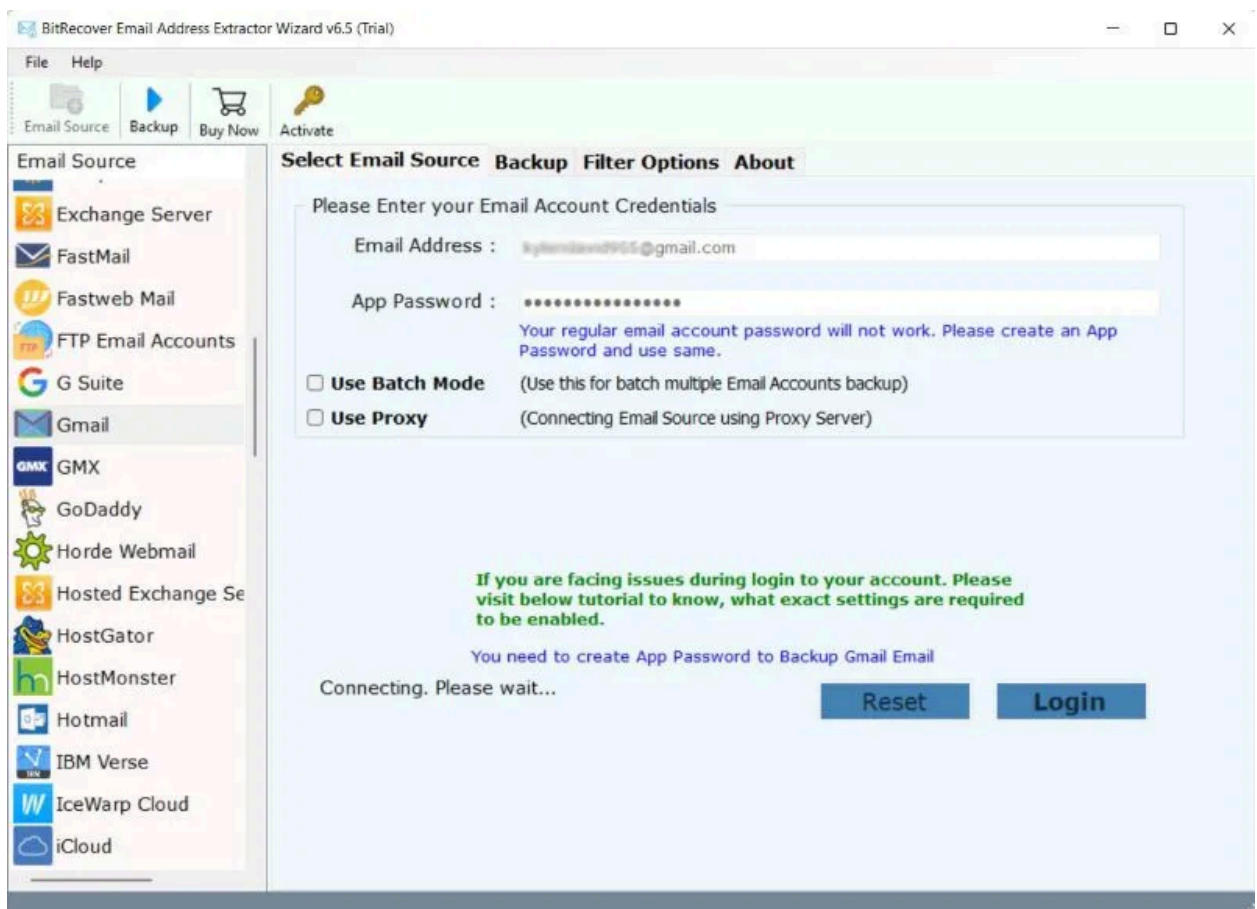 BitRecover Email Address Extractor Wizard v6.5 (Trial)
File Help
Email Source Backup Buy Now Activate
Email Source
Exchange Server
FastMail
Fastweb Mail
FTP
FTP Email Accounts
G Suite
Gmail
GMX
GMX
GoDaddy
Horde Webmail
Hosted Exchange Se
HostGator
HostMonster
Hotmail
IBM Verse
IceWarp Cloud
iCloud
Select Email Source Backup Filter Options About
Please Enter your Email Account Credentials
Email Address : @gmail.com
App Password : ••••••••••••••••
Your regular email account password will not work. Please create an App
Password and use same.
Use Batch Mode (Use this for batch multiple Email Accounts backup)
Use Proxy (Connecting Email Source using Proxy Server)
If you are facing issues during login to your account. Please
visit below tutorial to know, what exact settings are required
to be enabled.
You need to create App Password to Backup Gmail Email
Connecting. Please wait...
Reset Login